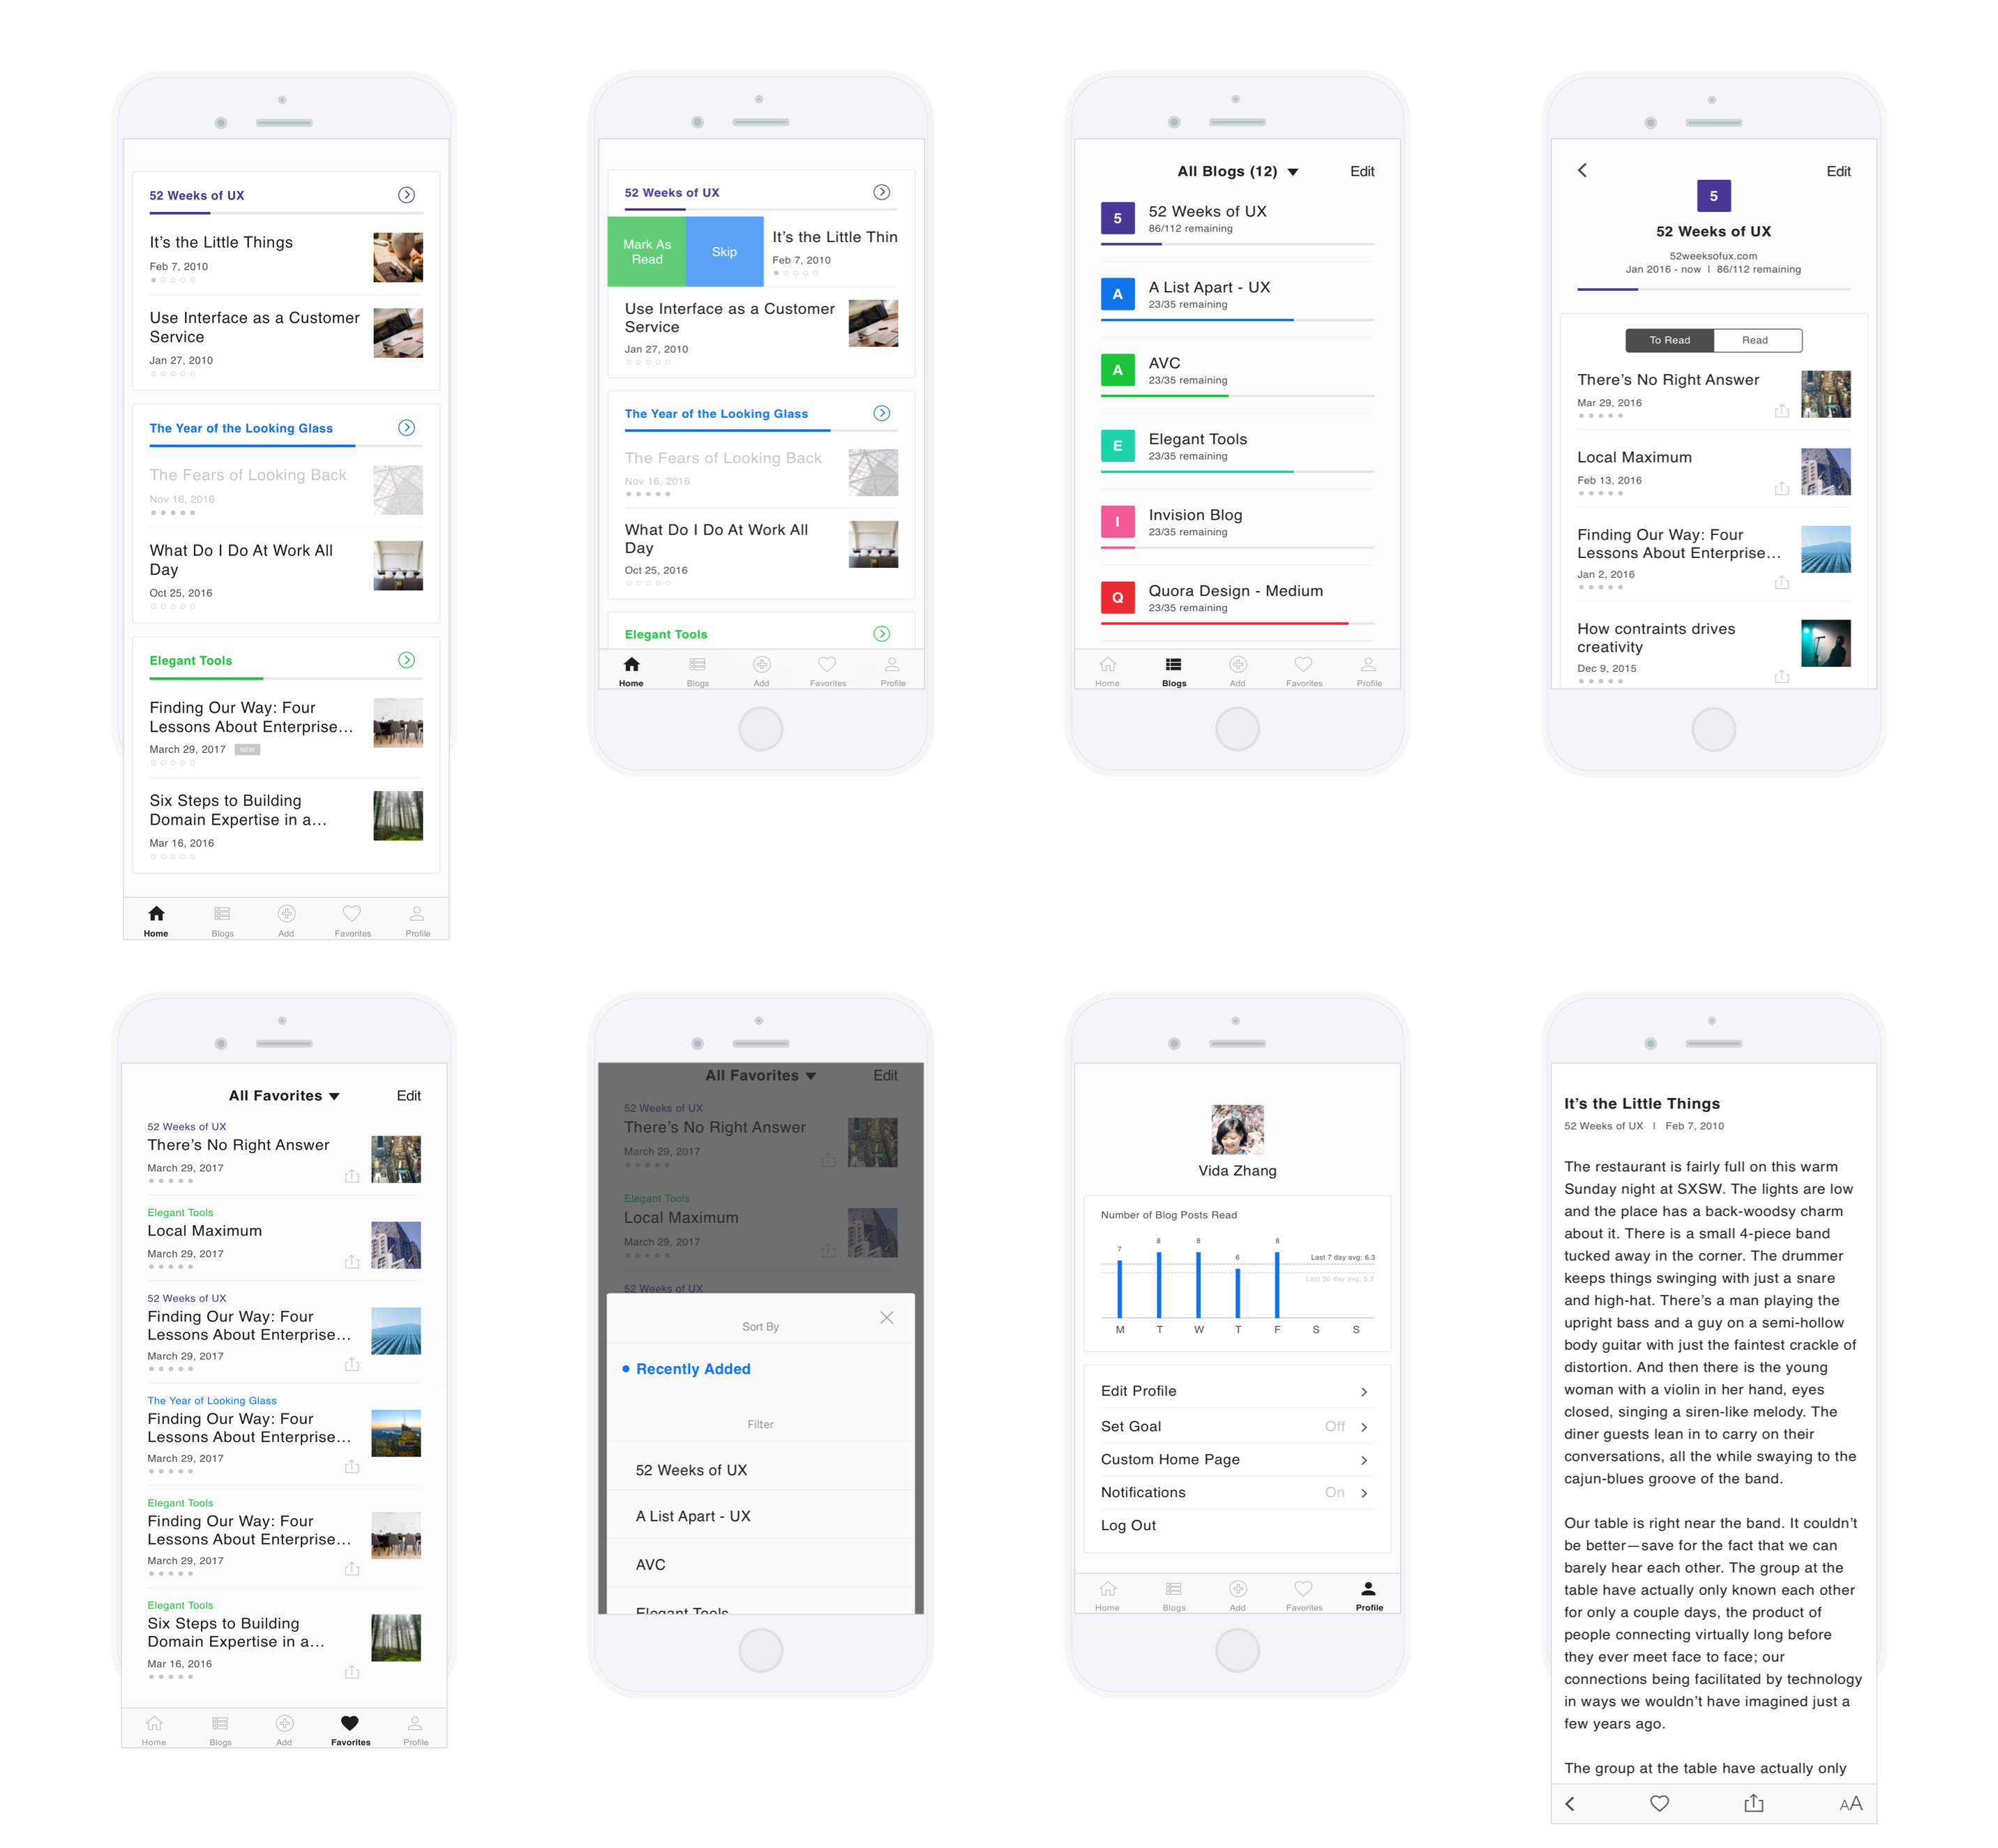 52 Weeks of UX
It's the Little Things
Feb 7, 2010
Use Interface as a Customer
Service
Jan 27, 2010
The Year of the Looking Glass
The Fears of Looking Back
Nov 16, 2016
What Do I Do At Work All
Day
Oct 25, 2016
Elegant Tools
Finding Our Way: Four
Lessons About Enterprise...
March 29, 2017 NEW
Six Steps to Building
Domain Expertise in a...
Mar 16, 2016
Home Blogs Add Favorites Profile
52 Weeks of UX
Mark As
Read
Skip
It's the Little Thin
Feb 7, 2010
Use Interface as a Customer
Service
Jan 27, 2010
The Year of the Looking Glass
The Fears of Looking Back
Nov 16, 2016
What Do I Do At Work All
Day
Oct 25, 2016
Elegant Tools
Home Blogs Add Favorites Profile
All Blogs (12) Edit
5 52 Weeks of UX
86/112 remaining
A A List Apart - UX
23/35 remaining
A AVC
23/35 remaining
E Elegant Tools
23/35 remaining
I Invision Blog
23/35 remaining
Q Quora Design - Medium
23/35 remaining
Home Blogs Add Favorites Profile
Edit
5
52 Weeks of UX
52weeksofux.com
Jan 2016 - now | 86/112 remaining
To Read Read
There's No Right Answer
Mar 29, 2016
Local Maximum
Feb 13, 2016
Finding Our Way: Four
Lessons About Enterprise...
Jan 2, 2016
How contraints drives
creativity
Dec 9, 2015
All Favorites Edit
52 Weeks of UX
There's No Right Answer
March 29, 2017
Elegant Tools
Local Maximum
March 29, 2017
52 Weeks of UX
Finding Our Way: Four
Lessons About Enterprise...
March 29, 2017
The Year of Looking Glass
Finding Our Way: Four
Lessons About Enterprise...
March 29, 2017
Elegant Tools
Finding Our Way: Four
Lessons About Enterprise...
March 29, 2017
Elegant Tools
Six Steps to Building
Domain Expertise in a...
Mar 16, 2016
Home Blogs Add Favorites Profile
All Favorites Edit
52 Weeks of UX
There's No Right Answer
March 29, 2017
Elegant Tools
Local Maximum
March 29, 2017
52 Weeks of UX
Sort By
Recently Added
Filter
52 Weeks of UX
A List Apart - UX
AVC
Elegant Tools
Vida Zhang
Number of Blog Posts Read
7 8 8 6 8
Last 7 day avg: 6.3
Last 30 day avg: 5.2
M T W T F S S
Edit Profile
Set Goal Off
Custom Home Page
Notifications On
Log Out
Home Blogs Add Favorites Profile
It's the Little Things
52 Weeks of UX | Feb 7, 2010
The restaurant is fairly full on this warm
Sunday night at SXSW. The lights are low
and the place has a back-woodsy charm
about it. There is a small 4-piece band
tucked away in the corner. The drummer
keeps things swinging with just a snare
and high-hat. There's a man playing the
upright bass and a guy on a semi-hollow
body guitar with just the faintest crackle of
distortion. And then there is the young
woman with a violin in her hand, eyes
closed, singing a siren-like melody. The
diner guests lean in to carry on their
conversations, all the while swaying to the
cajun-blues groove of the band.
Our table is right near the band. It couldn't
be better—save for the fact that we can
barely hear each other. The group at the
table have actually only known each other
for only a couple days, the product of
people connecting virtually long before
they ever meet face to face; our
connections being facilitated by technology
in ways we wouldn't have imagined just a
few years ago.
The group at the table have actually only
AA